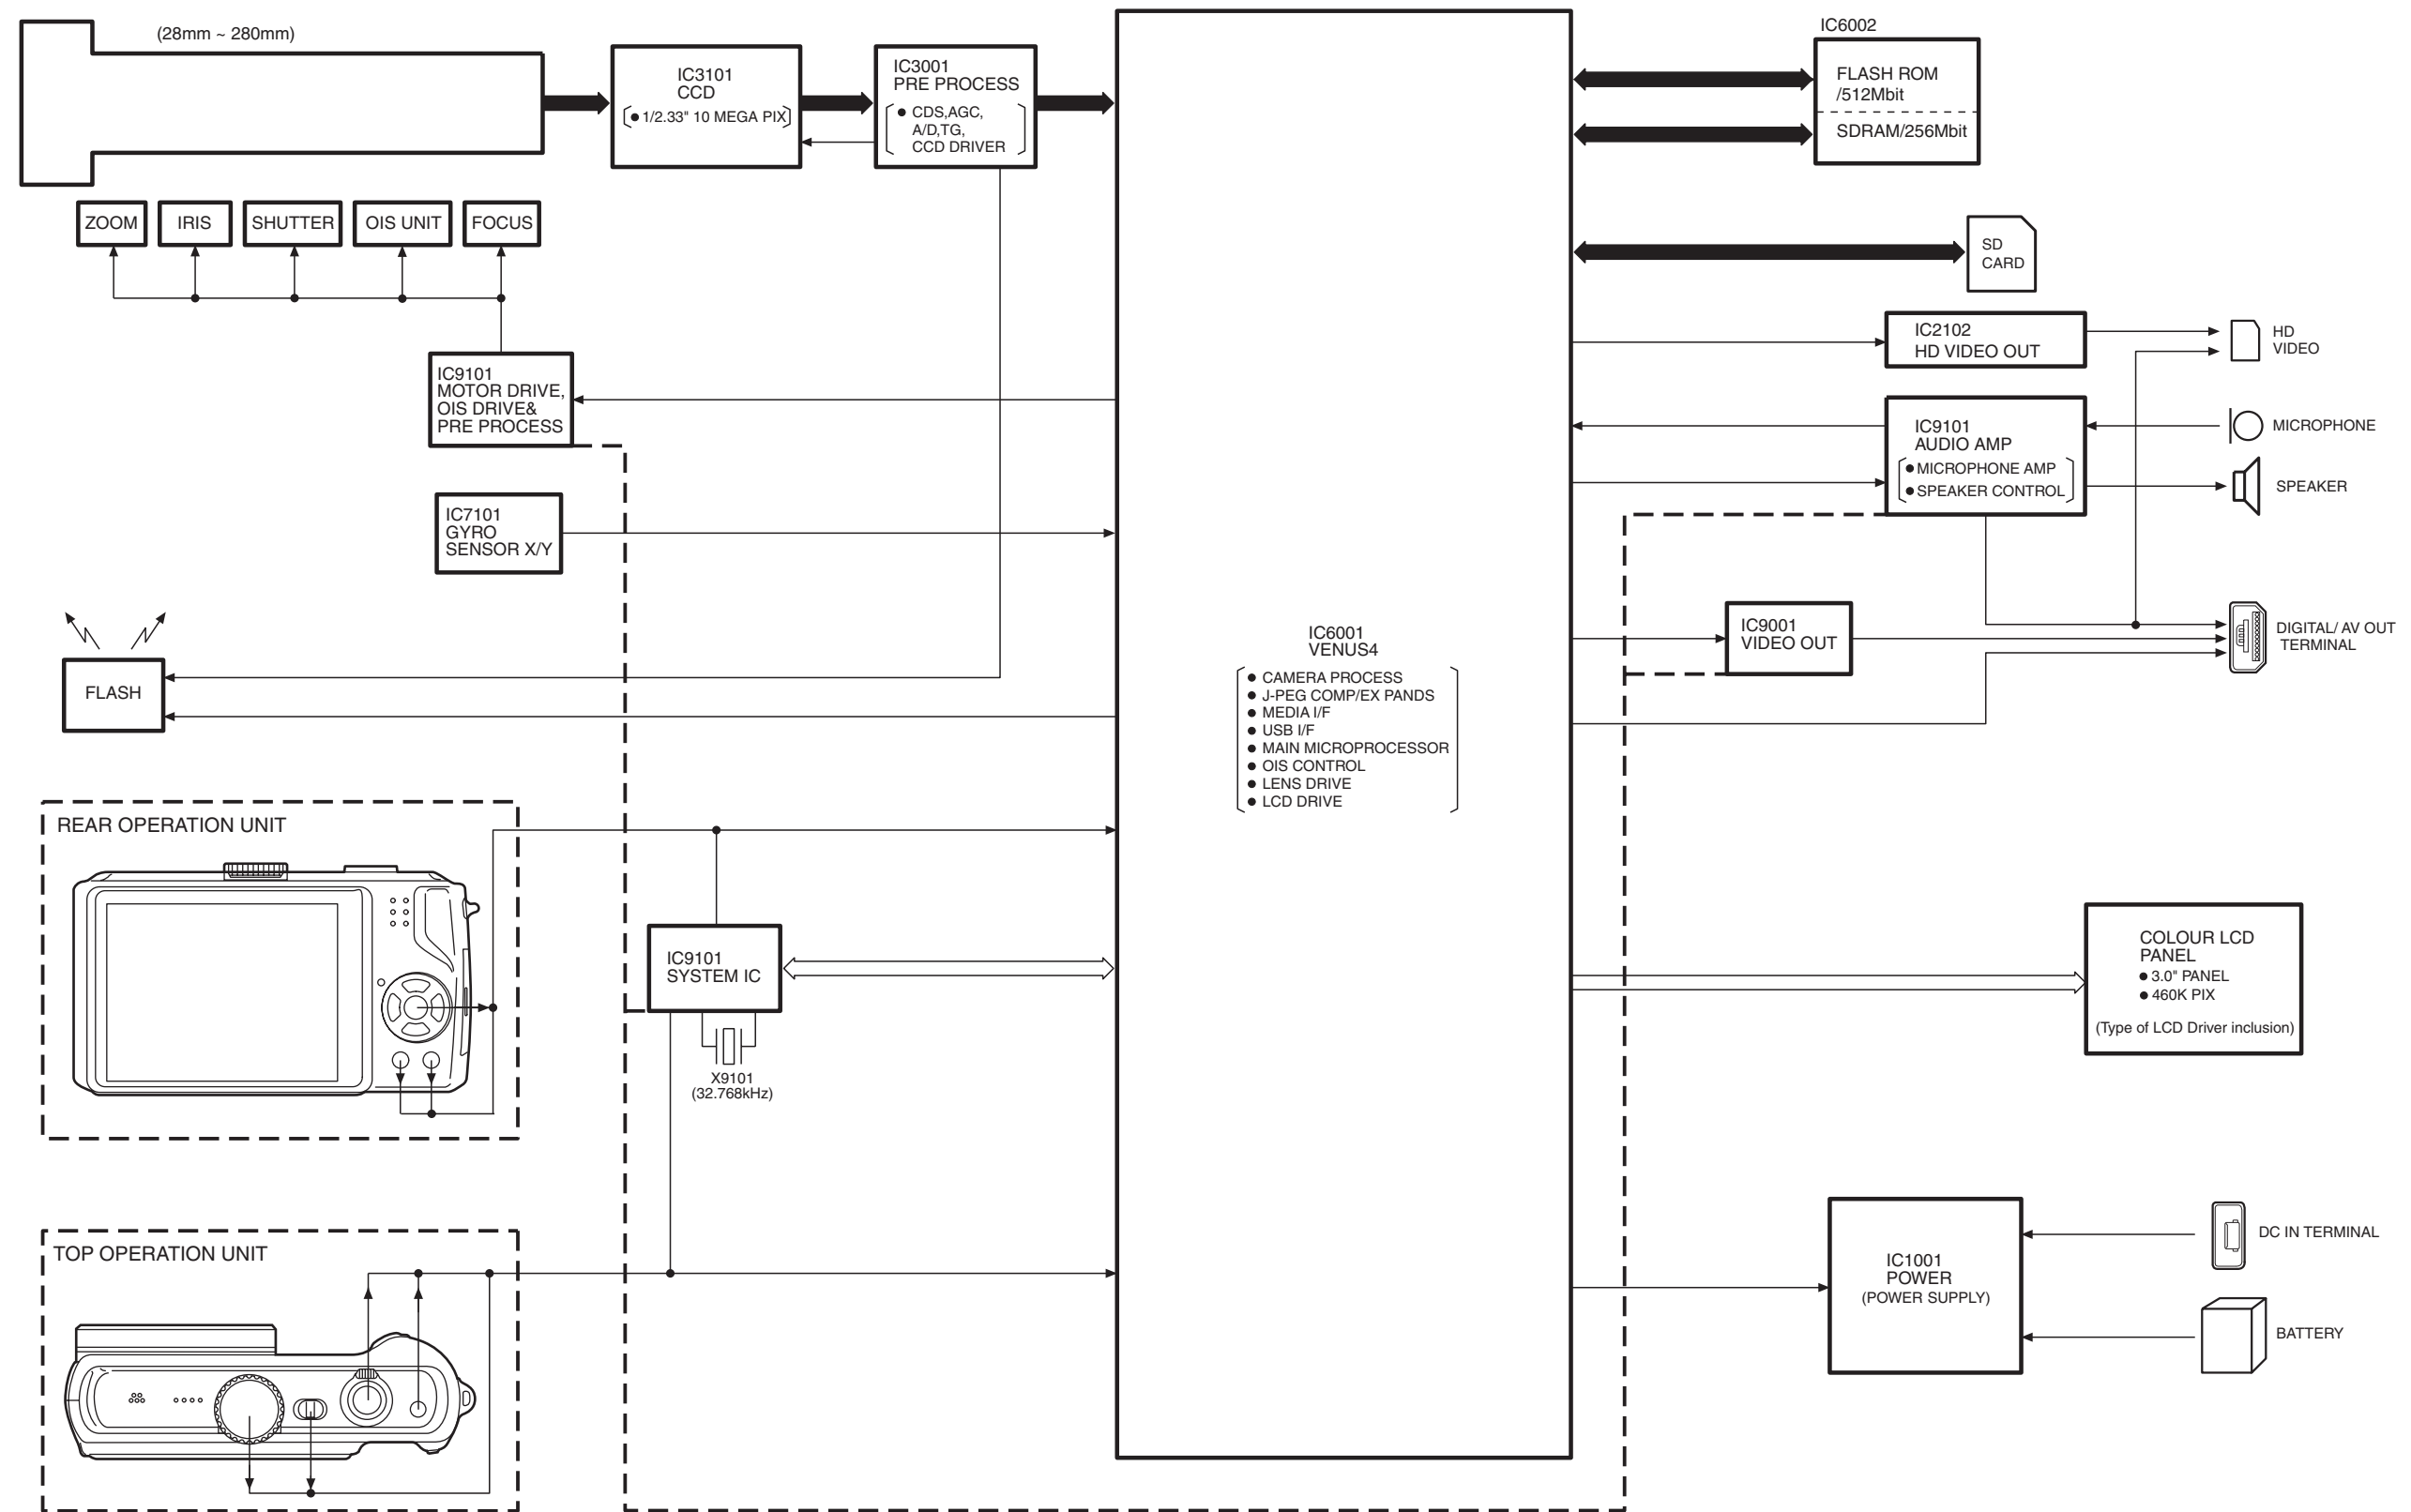 (28mm ~ 280mm)
IC3101
CCD
● 1/2.33" 10 MEGA PIX
IC3001
PRE PROCESS
● CDS,AGC,
A/D,TG,
CCD DRIVER
IC6002
FLASH ROM
/512Mbit
SDRAM/256Mbit
ZOOM
IRIS
SHUTTER
OIS UNIT
FOCUS
SD
CARD
IC2102
HD VIDEO OUT
HD
VIDEO
IC9101
MOTOR DRIVE,
OIS DRIVE&
PRE PROCESS
IC9101
AUDIO AMP
● MICROPHONE AMP
● SPEAKER CONTROL
MICROPHONE
SPEAKER
IC7101
GYRO
SENSOR X/Y
FLASH
IC6001
VENUS4
● CAMERA PROCESS
● J-PEG COMP/EX PANDS
● MEDIA I/F
● USB I/F
● MAIN MICROPROCESSOR
● OIS CONTROL
● LENS DRIVE
● LCD DRIVE
IC9001
VIDEO OUT
DIGITAL/ AV OUT
TERMINAL
REAR OPERATION UNIT
IC9101
SYSTEM IC
X9101
(32.768kHz)
COLOUR LCD
PANEL
● 3.0" PANEL
● 460K PIX
(Type of LCD Driver inclusion)
TOP OPERATION UNIT
IC1001
POWER
(POWER SUPPLY)
DC IN TERMINAL
BATTERY